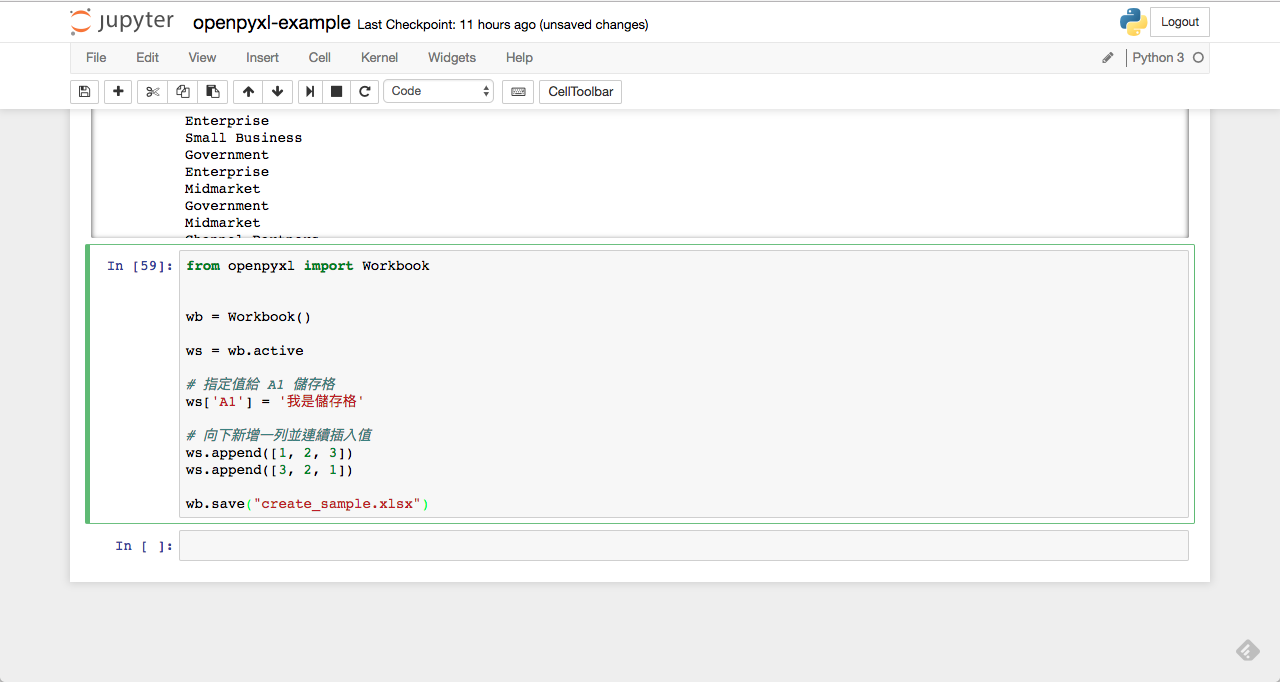 jupyter openpyxl-example Last Checkpoint: 11 hours ago (unsaved changes) Logout
File Edit View Insert Cell Kernel Widgets Help Python 3
Code CellToolbar
Enterprise
Small Business
Government
Enterprise
Midmarket
Government
Midmarket
In [59]: from openpyxl import Workbook
wb = Workbook()
ws = wb.active
# 指定值給 A1 儲存格
ws['A1'] = '我是儲存格'
# 向下新增一列並連續插入值
ws.append([1, 2, 3])
ws.append([3, 2, 1])
wb.save("create_sample.xlsx")
In [ ]: